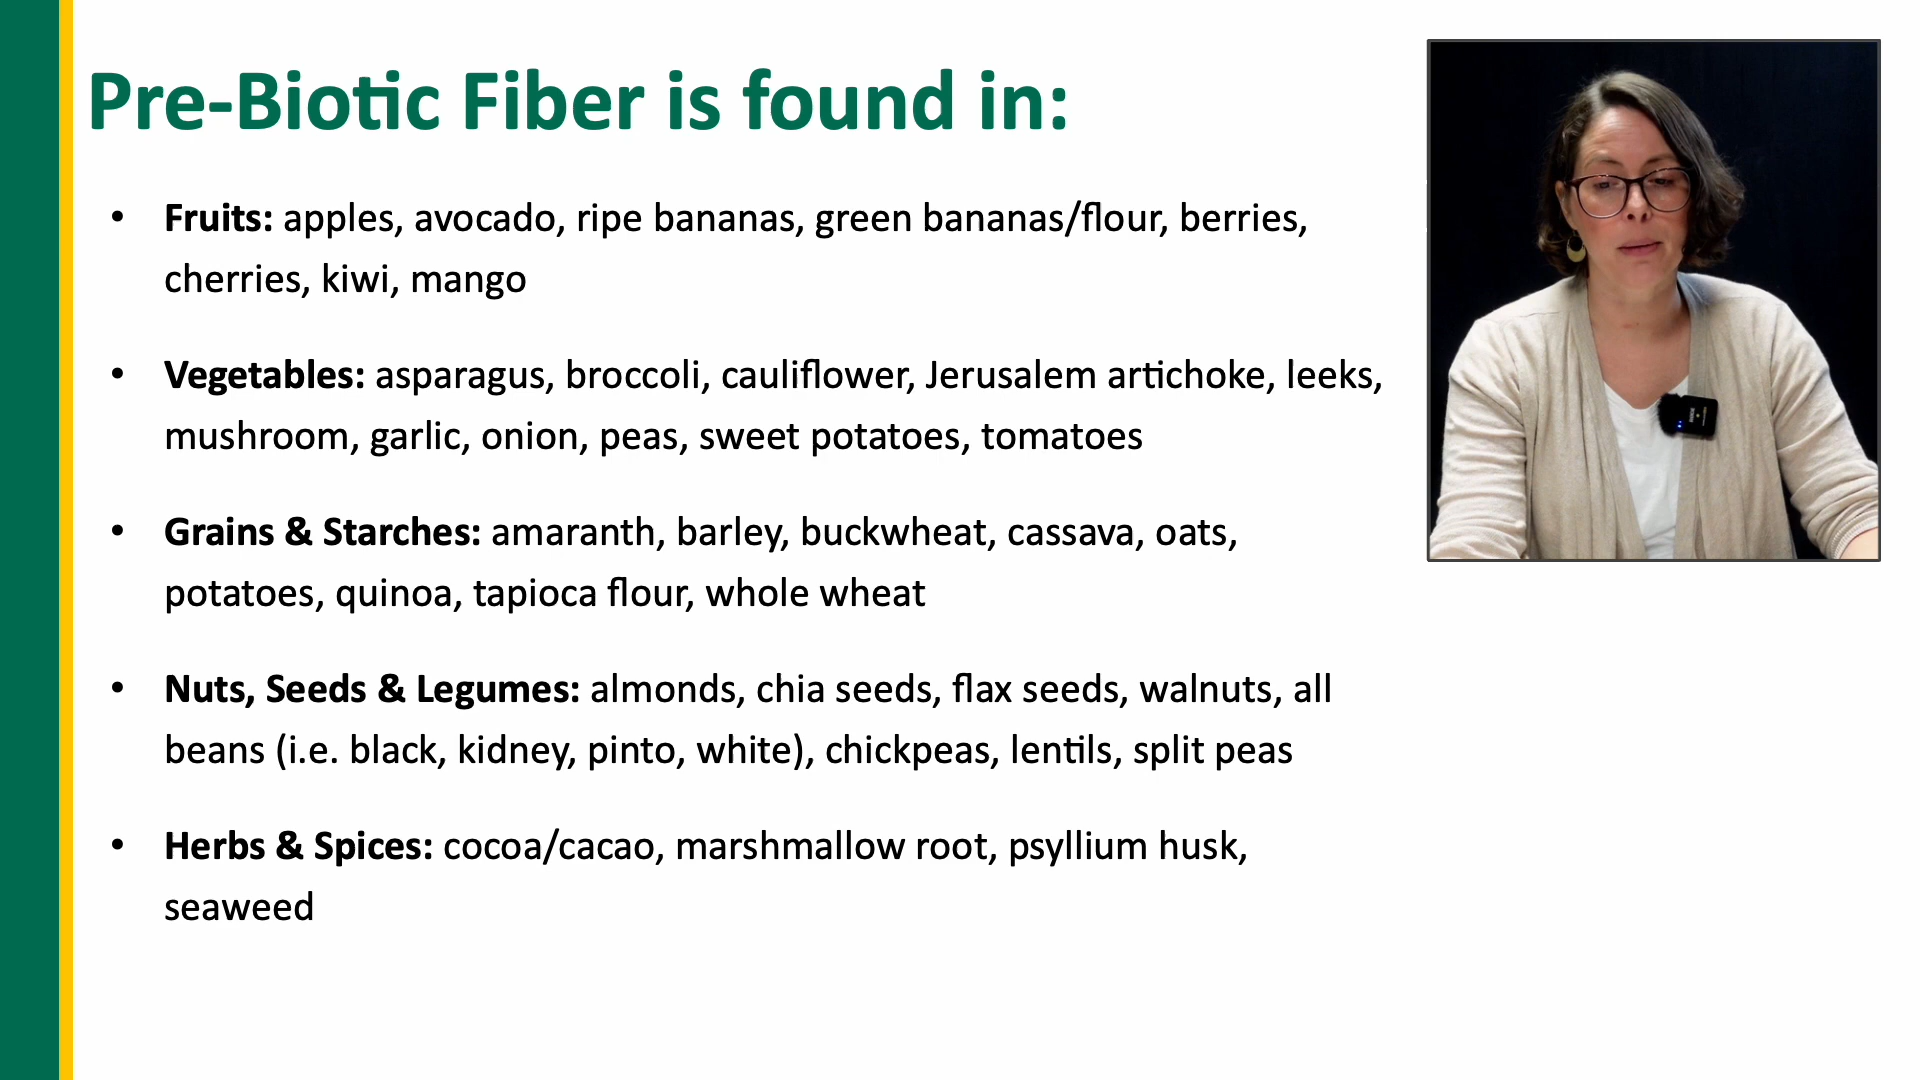 Pre-Biotic Fiber is found in:
• Fruits: apples, avocado, ripe bananas, green bananas/flour, berries,
cherries, kiwi, mango
• Vegetables: asparagus, broccoli, cauliflower, Jerusalem artichoke, leeks,
mushroom, garlic, onion, peas, sweet potatoes, tomatoes
• Grains & Starches: amaranth, barley, buckwheat, cassava, oats,
potatoes, quinoa, tapioca flour, whole wheat
• Nuts, Seeds & Legumes: almonds, chia seeds, flax seeds, walnuts, all
beans (i.e. black, kidney, pinto, white), chickpeas, lentils, split peas
• Herbs & Spices: cocoa/cacao, marshmallow root, psyllium husk,
seaweed